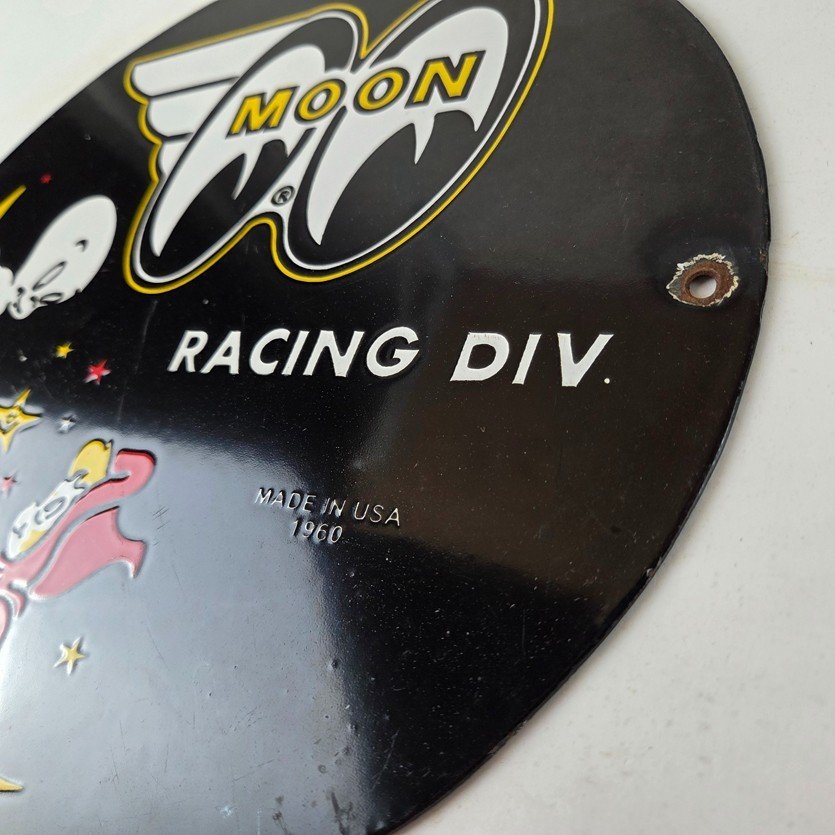 MOON
®
RACING DIV.
MADE IN USA
1960